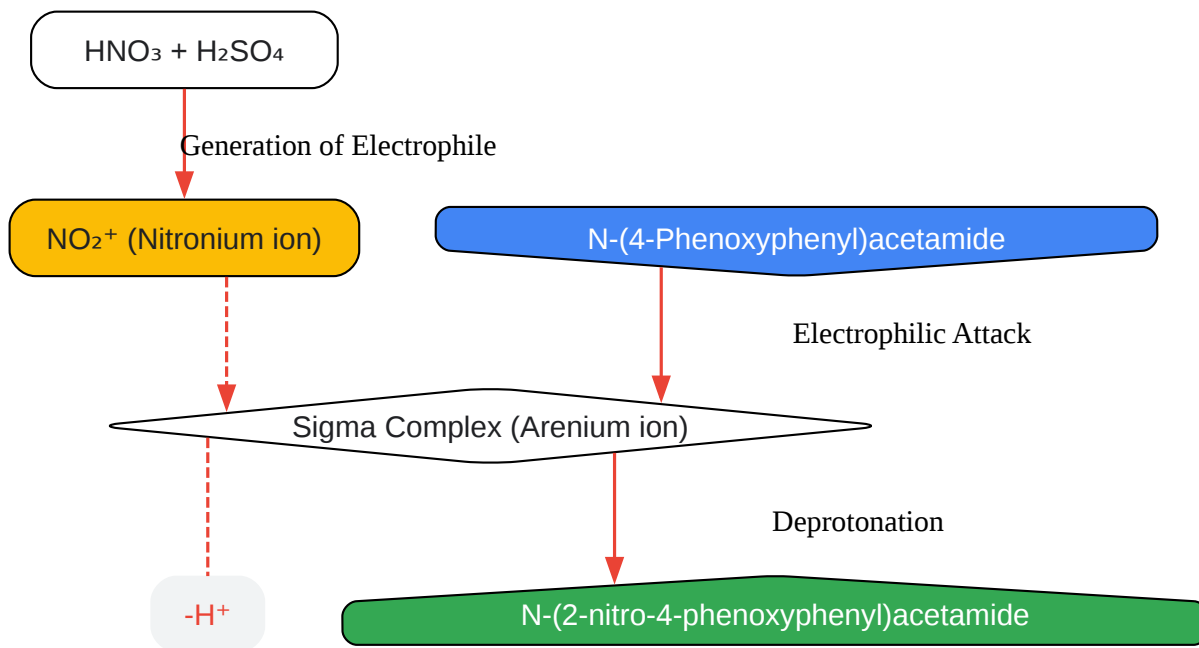 HNO₃ + H₂SO₄
Generation of Electrophile
NO₂⁺ (Nitronium ion)
N-(4-Phenoxyphenyl)acetamide
Electrophilic Attack
Sigma Complex (Arenium ion)
Deprotonation
-H⁺
N-(2-nitro-4-phenoxyphenyl)acetamide